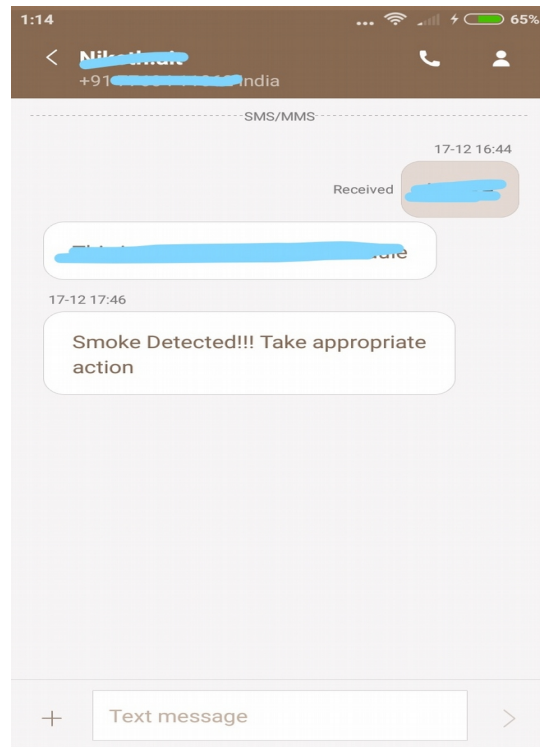 1:14 ... 65%
+91 India
SMS/MMS
17-12 16:44
Received
17-12 17:46
Smoke Detected!!! Take appropriate
action
Text message